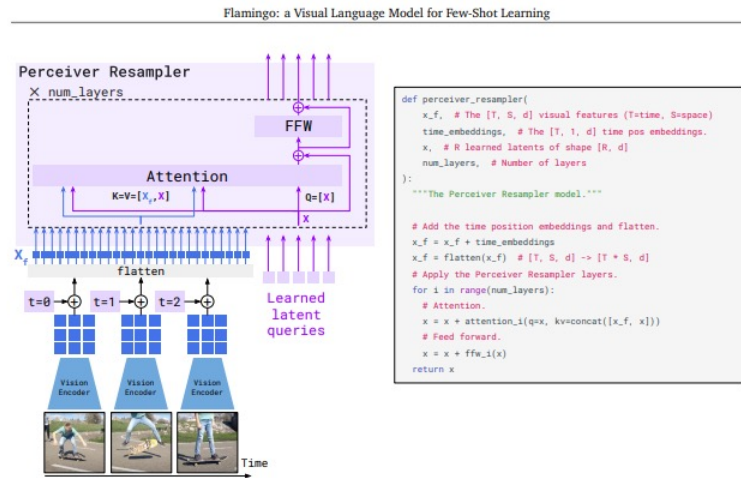 Flamingo: a Visual Language Model for Few-Shot Learning
Perceiver Resampler
× num_layers
FFW
Attention
K=V=[Xf,X]
Q=[X]
X
Xf
flatten
t=0
t=1
t=2
Learned
latent
queries
Vision
Encoder
Vision
Encoder
Vision
Encoder
Time
def perceiver_resampler(
x_f, # The [T, S, d] visual features (T=time, S=space)
time_embeddings, # The [T, 1, d] time pos embeddings.
x, # R learned latents of shape [R, d]
num_layers, # Number of layers
):
"""The Perceiver Resampler model."""
# Add the time position embeddings and flatten.
x_f = x_f + time_embeddings
x_f = flatten(x_f) # [T, S, d] -> [T * S, d]
# Apply the Perceiver Resampler layers.
for i in range(num_layers):
# Attention.
x = x + attention_i(q=x, kv=concat([x_f, x]))
# Feed forward.
x = x + ffw_i(x)
return x